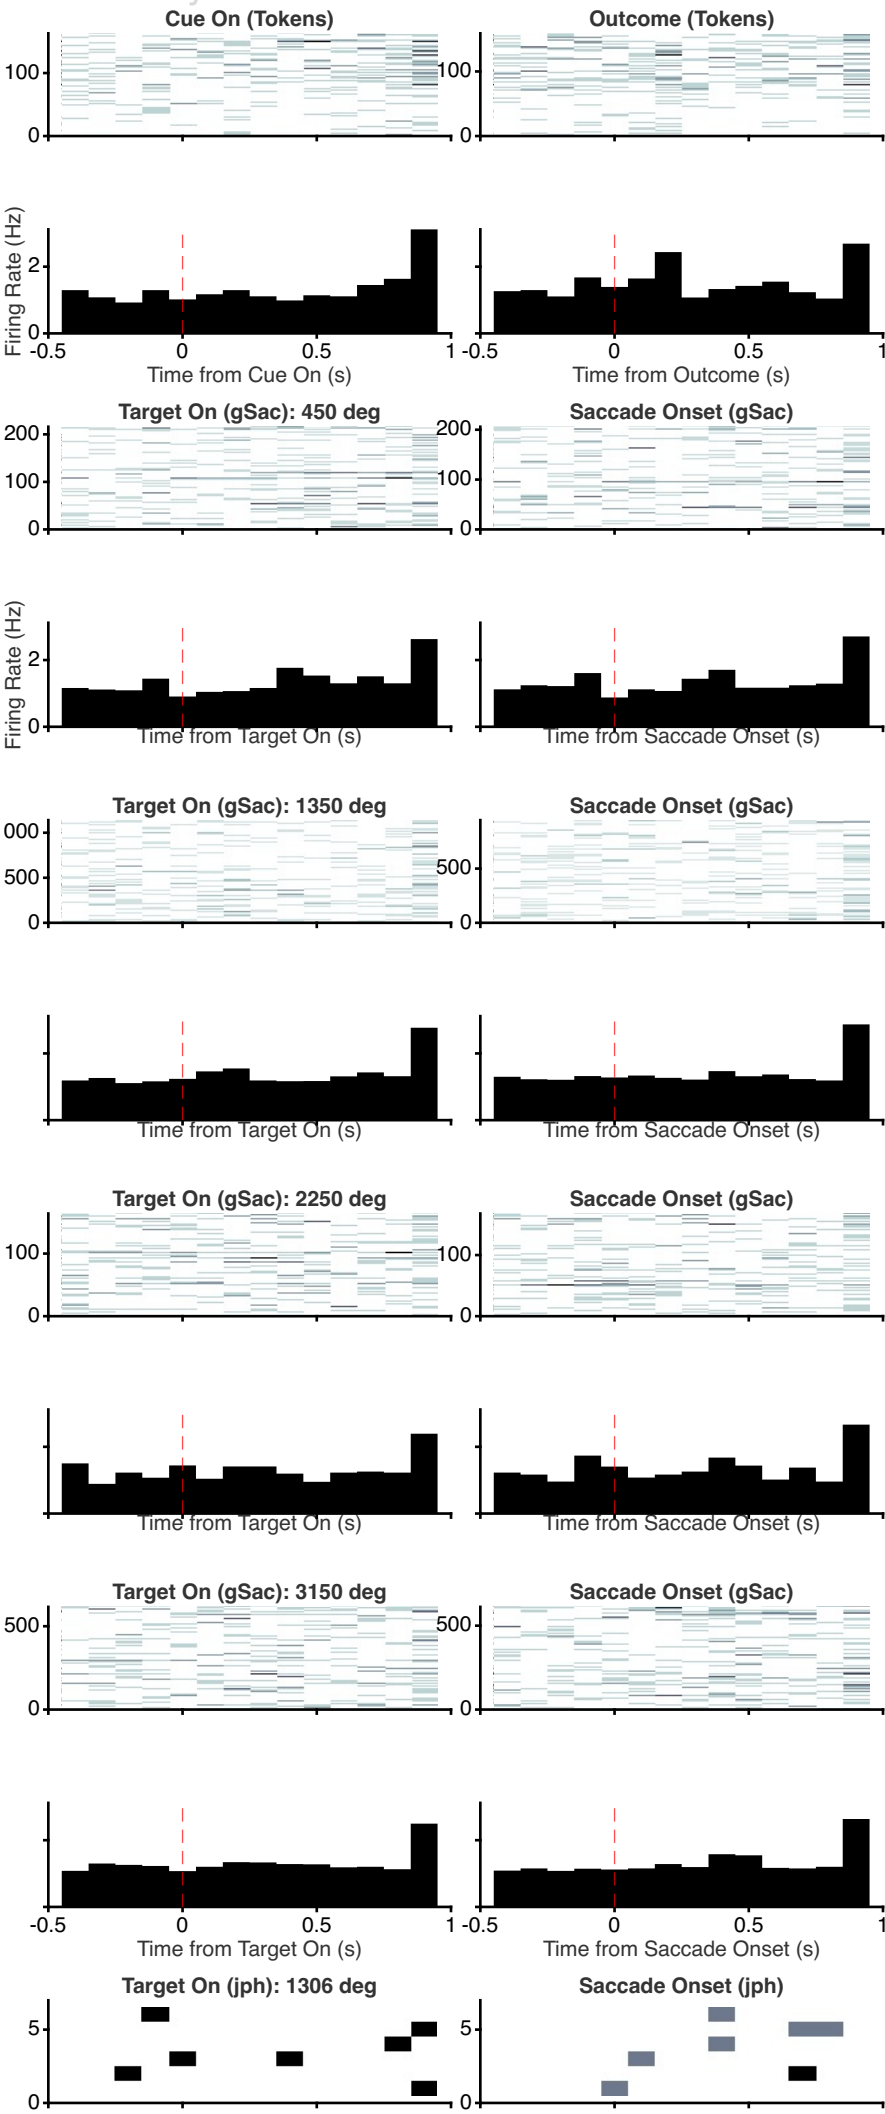 Cue On (Tokens) Outcome (Tokens)
100 100
0 0
Firing Rate (Hz)
2
0
-0.5 0 0.5 1 -0.5 0 0.5 1
Time from Cue On (s) Time from Outcome (s)
Target On (gSac): 450 deg Saccade Onset (gSac)
200 200
100 100
0 0
Firing Rate (Hz)
2
0
Time from Target On (s) Time from Saccade Onset (s)
Target On (gSac): 1350 deg Saccade Onset (gSac)
000
500 500
0 0
Time from Target On (s) Time from Saccade Onset (s)
Target On (gSac): 2250 deg Saccade Onset (gSac)
100 100
0 0
Time from Target On (s) Time from Saccade Onset (s)
Target On (gSac): 3150 deg Saccade Onset (gSac)
500 500
0 0
-0.5 0 0.5 1 -0.5 0 0.5 1
Time from Target On (s) Time from Saccade Onset (s)
Target On (jph): 1306 deg Saccade Onset (jph)
5 5
0 0